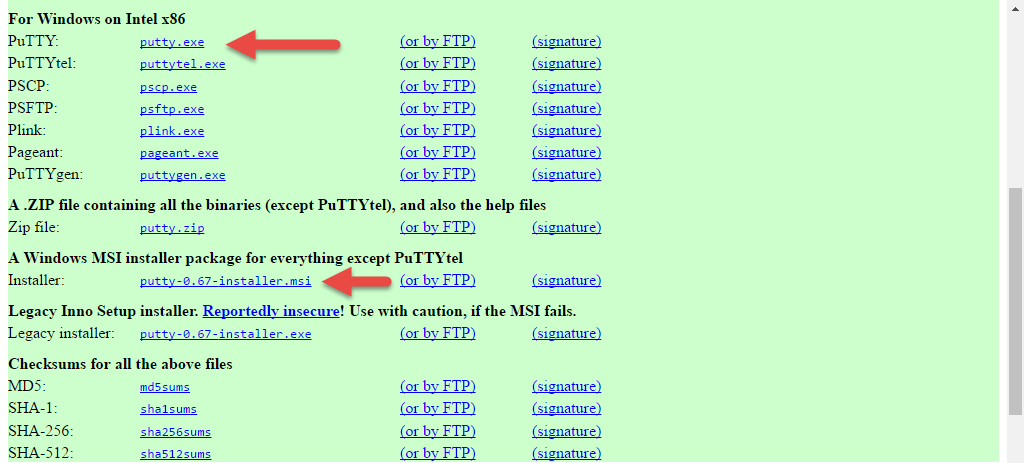 For Windows on Intel x86
PuTTY: putty.exe (or by FTP) (signature)
PuTTYtel: puttytel.exe (or by FTP) (signature)
PSCP: pscp.exe (or by FTP) (signature)
PSFTP: psftp.exe (or by FTP) (signature)
Plink: plink.exe (or by FTP) (signature)
Pageant: pageant.exe (or by FTP) (signature)
PuTTYgen: puttygen.exe (or by FTP) (signature)
A .ZIP file containing all the binaries (except PuTTYtel), and also the help files
Zip file: putty.zip (or by FTP) (signature)
A Windows MSI installer package for everything except PuTTYtel
Installer: putty-0.67-installer.msi (or by FTP) (signature)
Legacy Inno Setup installer. Reportedly insecure! Use with caution, if the MSI fails.
Legacy installer: putty-0.67-installer.exe (or by FTP) (signature)
Checksums for all the above files
MD5: md5sums (or by FTP) (signature)
SHA-1: sha1sums (or by FTP) (signature)
SHA-256: sha256sums (or by FTP) (signature)
SHA-512: sha512sums (or by FTP) (signature)